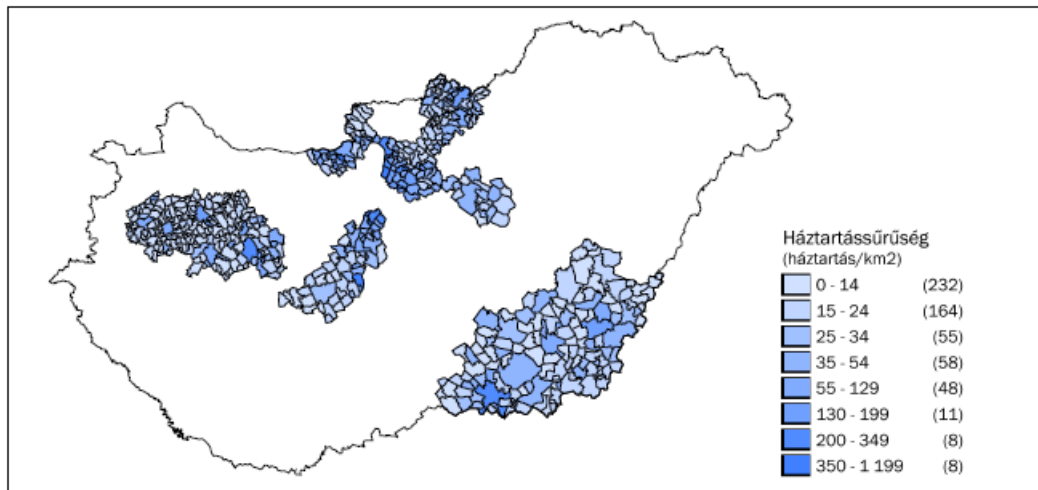 Háztartássűrűség
(háztartás/km2)
0 - 14 (232)
15 - 24 (164)
25 - 34 (55)
35 - 54 (58)
55 - 129 (48)
130 - 199 (11)
200 - 349 (8)
350 - 1 199 (8)